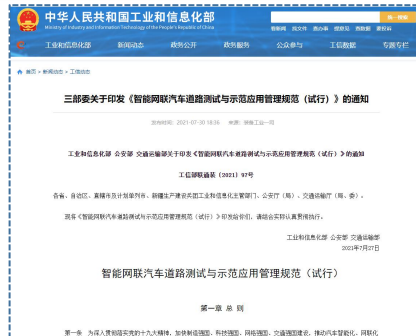 中华人民共和国工业和信息化部
Ministry of Industry and Information Technology of the People's Republic of China
工业和信息化部 新闻动态 政务公开 政务服务 公众参与 工信数据 专题专栏
首页 > 新闻动态 > 工信动态
三部委关于印发《智能网联汽车道路测试与示范应用管理规范（试行）》的通知
发布时间：2021-07-30 18:36 来源：装备工业一司
工业和信息化部 公安部 交通运输部关于印发《智能网联汽车道路测试与示范应用管理规范（试行）》的通知
工信部联通装〔2021〕97号
各省、自治区、直辖市及计划单列市、新疆生产建设兵团工业和信息化主管部门、公安厅（局）、交通运输厅（局、委）：
现将《智能网联汽车道路测试与示范应用管理规范（试行）》印发给你们，请结合实际认真贯彻执行。
工业和信息化部 公安部 交通运输部
2021年7月27日
智能网联汽车道路测试与示范应用管理规范（试行）
第一章 总 则
第一条 为深入贯彻落实党的十九大精神，加快制造强国、科技强国、网络强国、交通强国建设，推动汽车智能化、网联化